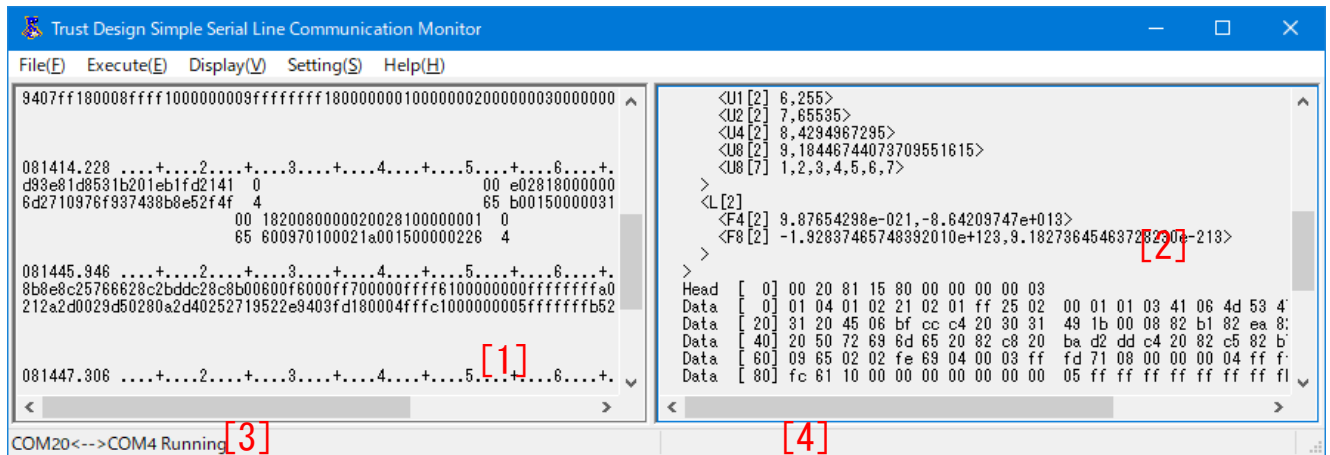 Trust Design Simple Serial Line Communication Monitor
File(F) Execute(E) Display(V) Setting(S) Help(H)
9407ff180008ffff1000000009ffffffff180000000100000002000000030000000
081414.228 ....+....2....+....3....+....4....+....5....+....6....+.
d93e81d8531b201eb1fd2141 0 00 e02818000000
6d2710976f937438b8e52f4f 4 65 b00150000031
00 1820080000020028100000001 0
65 600970100021a001500000226 4
081445.946 ....+....2....+....3....+....4....+....5....+....6....+.
8b8e8c25766628c2bddc28c8b00600f6000ff700000ffff6100000000ffffffffa0
212a2d0029d50280a2d40252719522e9403fd180004fffc1000000005fffffffb52
[1]
081447.306 ....+....2....+....3....+....4....+....5....+....6....+.
<U1[2] 6,255>
<U2[2] 7,65535>
<U4[2] 8,4294967295>
<U8[2] 9,18446744073709551615>
<U8[7] 1,2,3,4,5,6,7>
>
<L[2]
<F4[2] 9.87654298e-021,-8.64209747e+013>
<F8[2] -1.92837465748392010e+123,9.18273645463728230e-213>
[2]
>
>
Head [ 0] 00 20 81 15 80 00 00 00 00 03
Data [ 0] 01 04 01 02 21 02 01 ff 25 02 00 01 01 03 41 06 4d 53 4
Data [ 20] 31 20 45 06 bf cc c4 20 30 31 49 1b 00 08 82 b1 82 ea 8
Data [ 40] 20 50 72 69 6d 65 20 82 c8 20 ba d2 dd c4 20 82 c5 82 b
Data [ 60] 09 65 02 02 fe 69 04 00 03 ff fd 71 08 00 00 00 04 ff f
Data [ 80] fc 61 10 00 00 00 00 00 00 00 05 ff ff ff ff ff ff ff f
COM20<-->COM4 Running
[3]
[4]